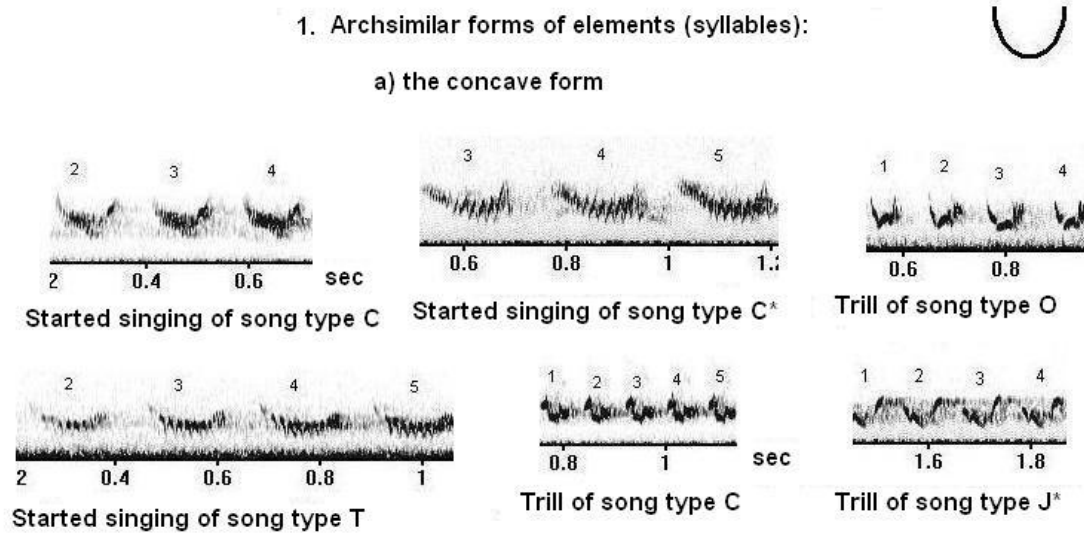 1. Archsimilar forms of elements (syllables):
a) the concave form
2 3 4
2 0.4 0.6 sec
Started singing of song type C
3 4 5
0.6 0.8 1 1.2
Started singing of song type C*
1 2 3 4
0.6 0.8
Trill of song type O
2 3 4 5
2 0.4 0.6 0.8 1
Started singing of song type T
1 2 3 4 5
0.8 1 sec
Trill of song type C
1 2 3 4
1.6 1.8
Trill of song type J*